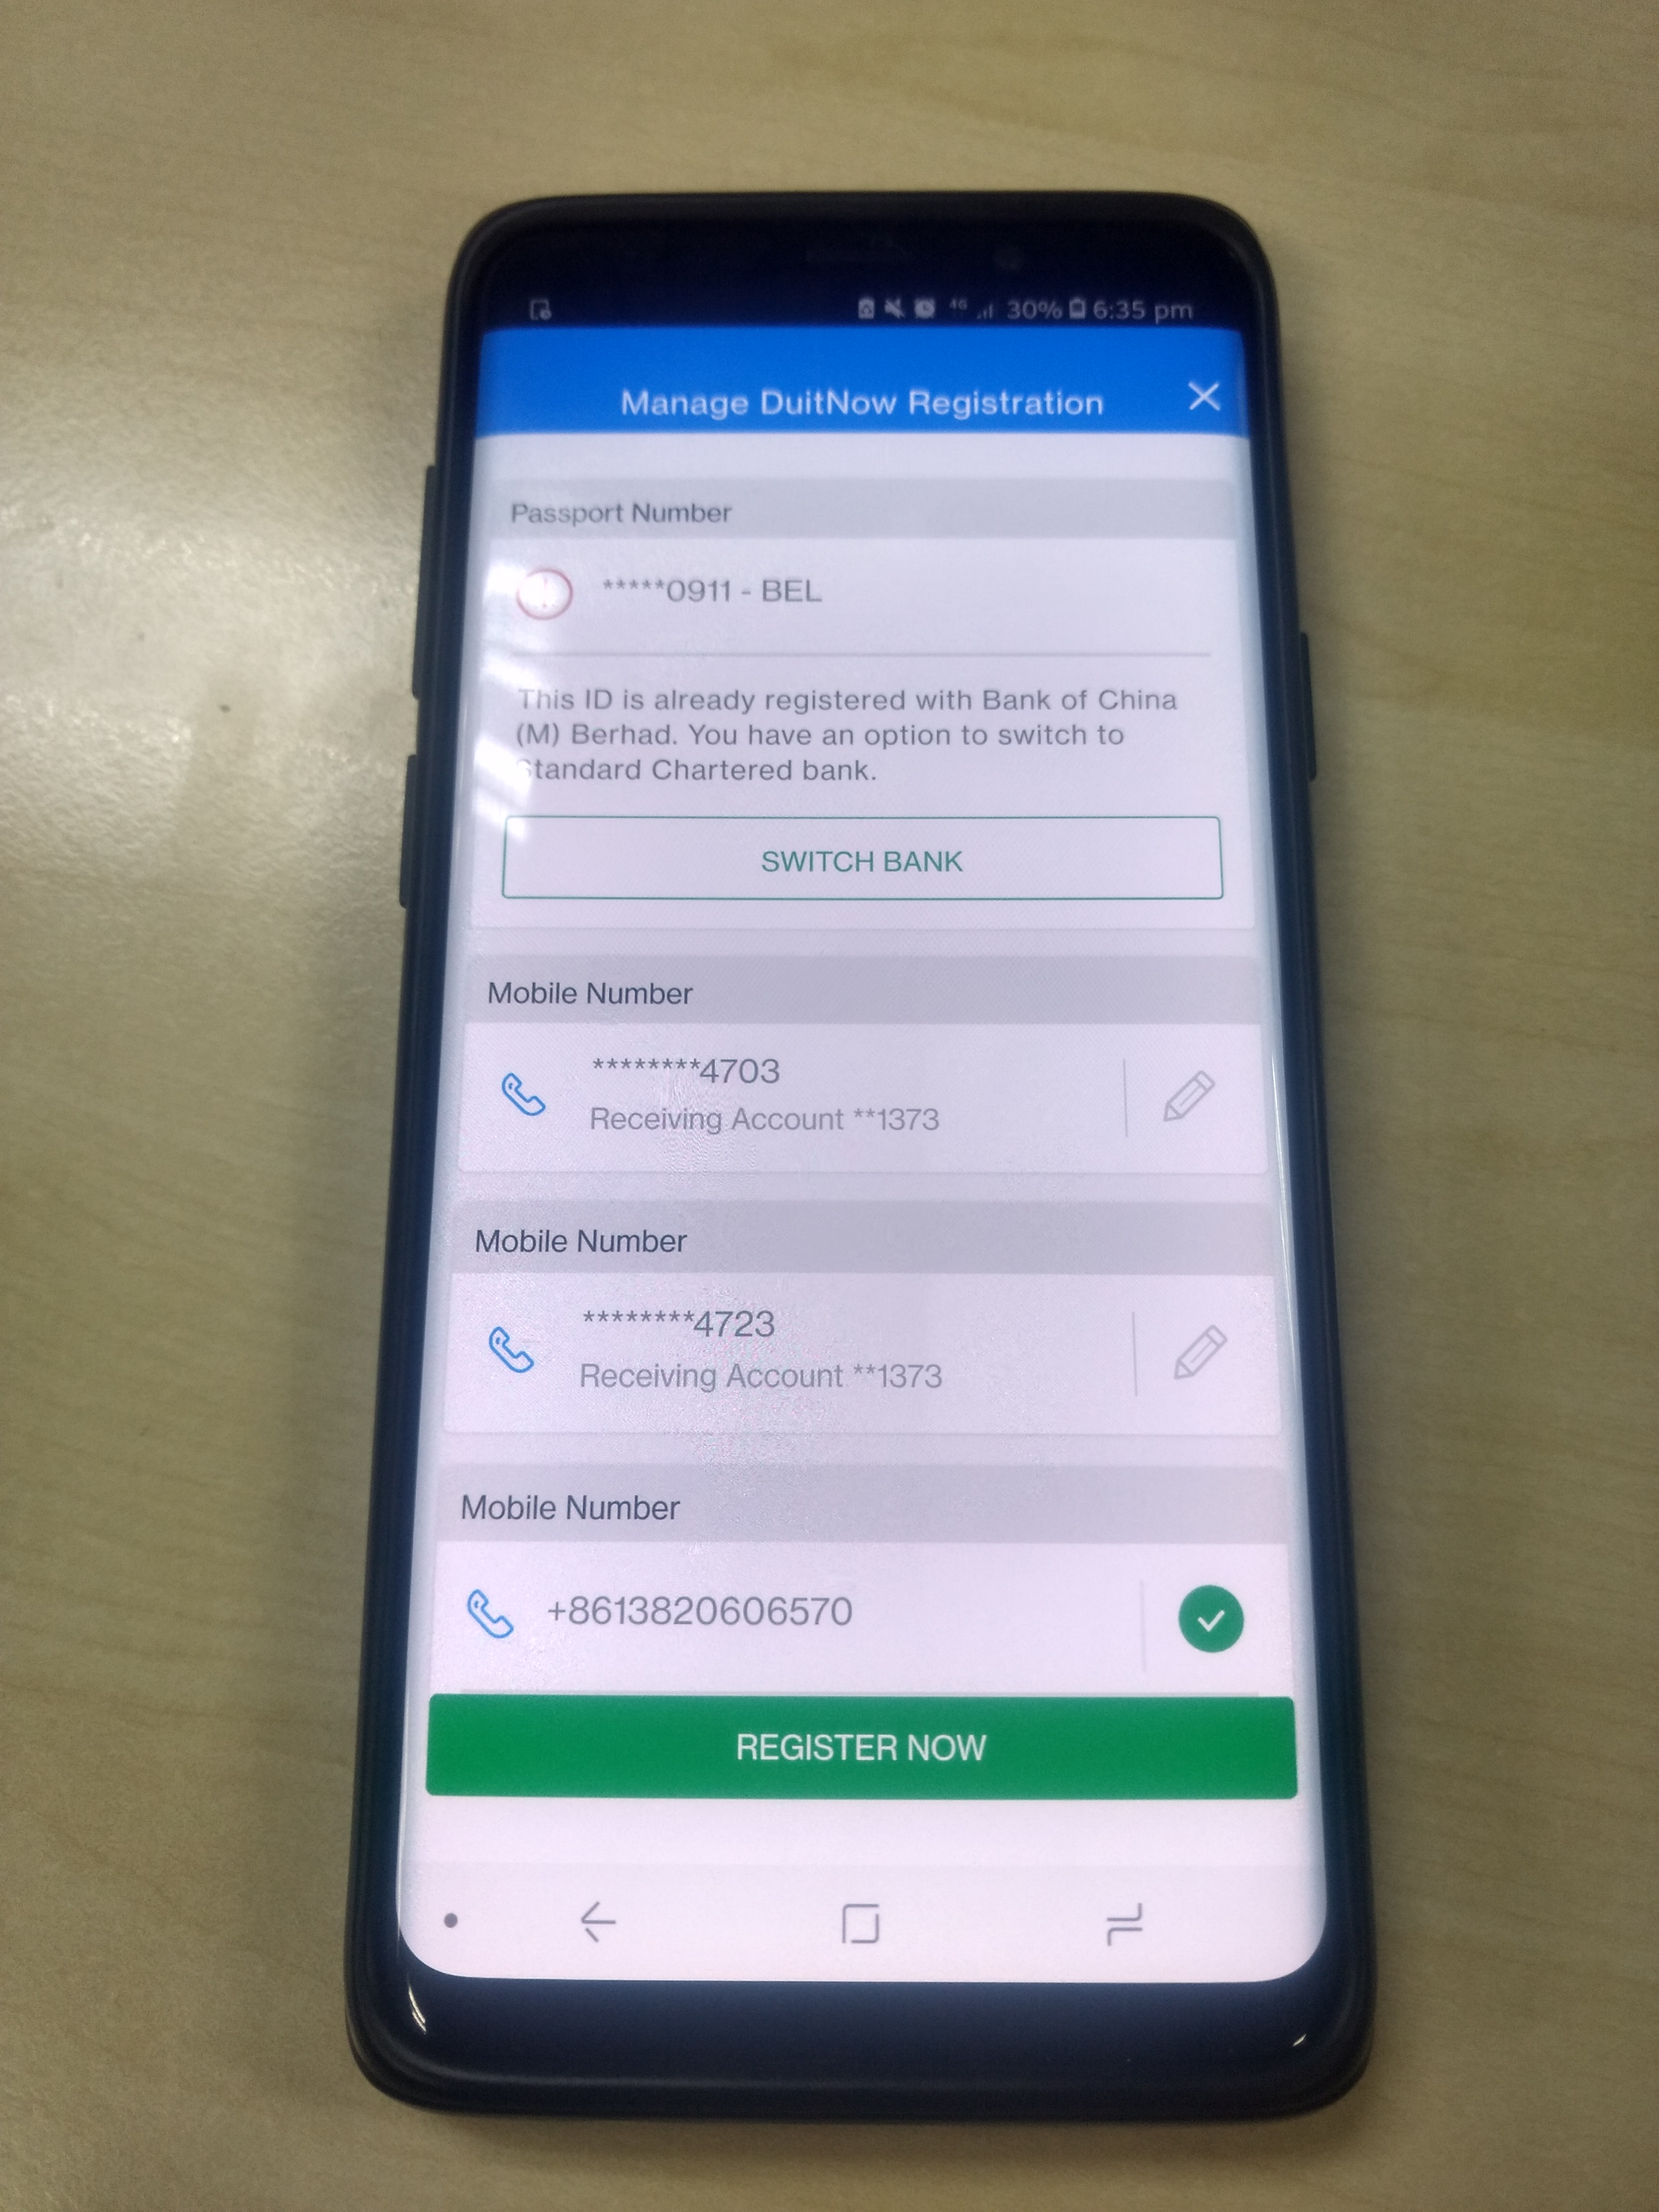 4G 30% 6:35 pm
Manage DuitNow Registration
Passport Number
*****0911 - BEL
This ID is already registered with Bank of China
(M) Berhad. You have an option to switch to
Standard Chartered bank.
SWITCH BANK
Mobile Number
********4703
Receiving Account **1373
Mobile Number
********4723
Receiving Account **1373
Mobile Number
+8613820606570
REGISTER NOW